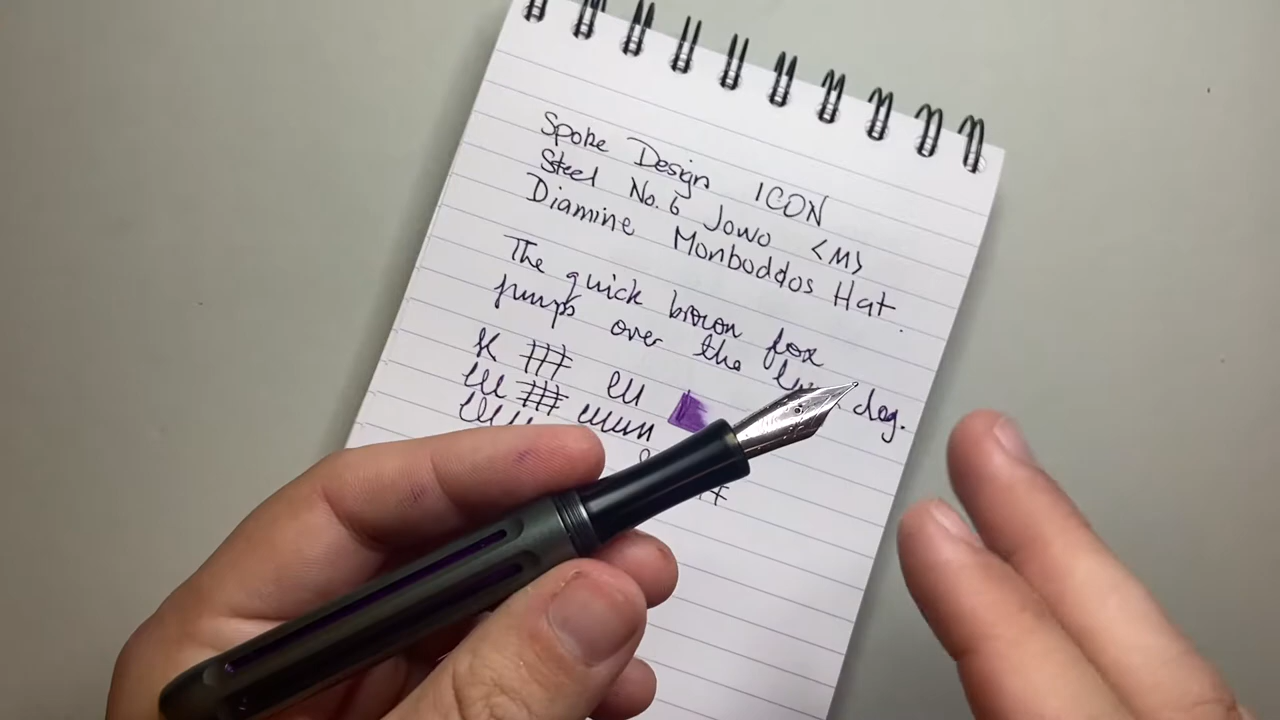 Spoke Design ICON
Steel No. 6 Jowo <M>
Diamine Monboddos Hat.
The quick brown fox
jumps over the dog.